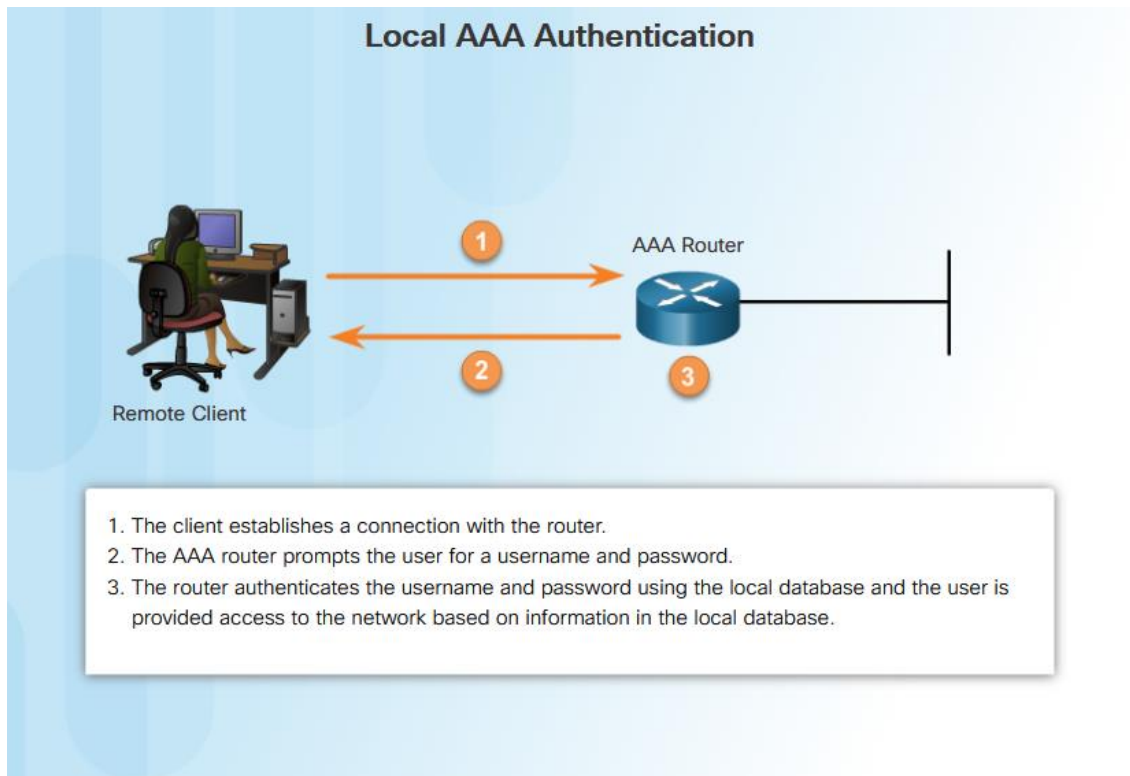 Local AAA Authentication
1
AAA Router
2
3
Remote Client
1. The client establishes a connection with the router.
2. The AAA router prompts the user for a username and password.
3. The router authenticates the username and password using the local database and the user is
provided access to the network based on information in the local database.